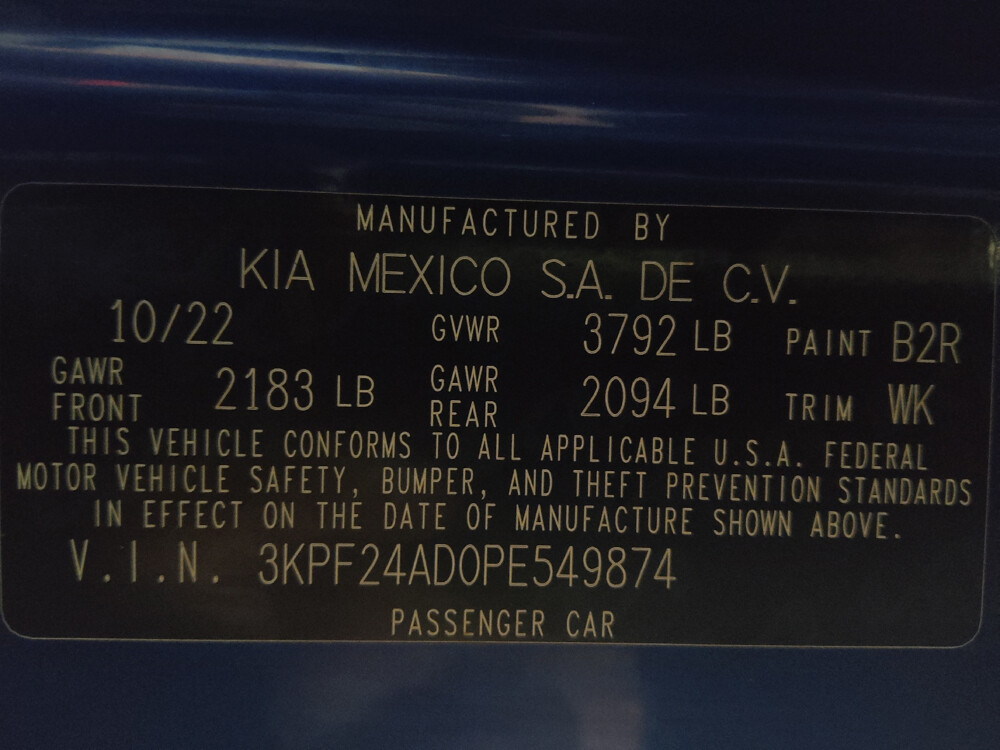 MANUFACTURED BY
KIA MEXICO S.A. DE C.V.
10/22 GVWR 3792 LB PAINT B2R
GAWR FRONT 2183 LB GAWR REAR 2094 LB TRIM WK
THIS VEHICLE CONFORMS TO ALL APPLICABLE U.S.A. FEDERAL
MOTOR VEHICLE SAFETY, BUMPER, AND THEFT PREVENTION STANDARDS
IN EFFECT ON THE DATE OF MANUFACTURE SHOWN ABOVE.
V.I.N. 3KPF24AD0PE549874
PASSENGER CAR